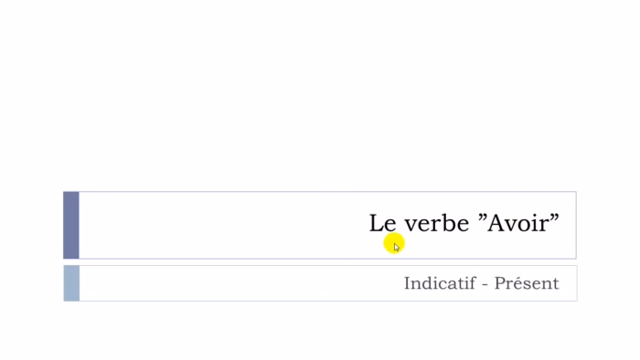 Le verbe ”Avoir”
Indicatif - Présent